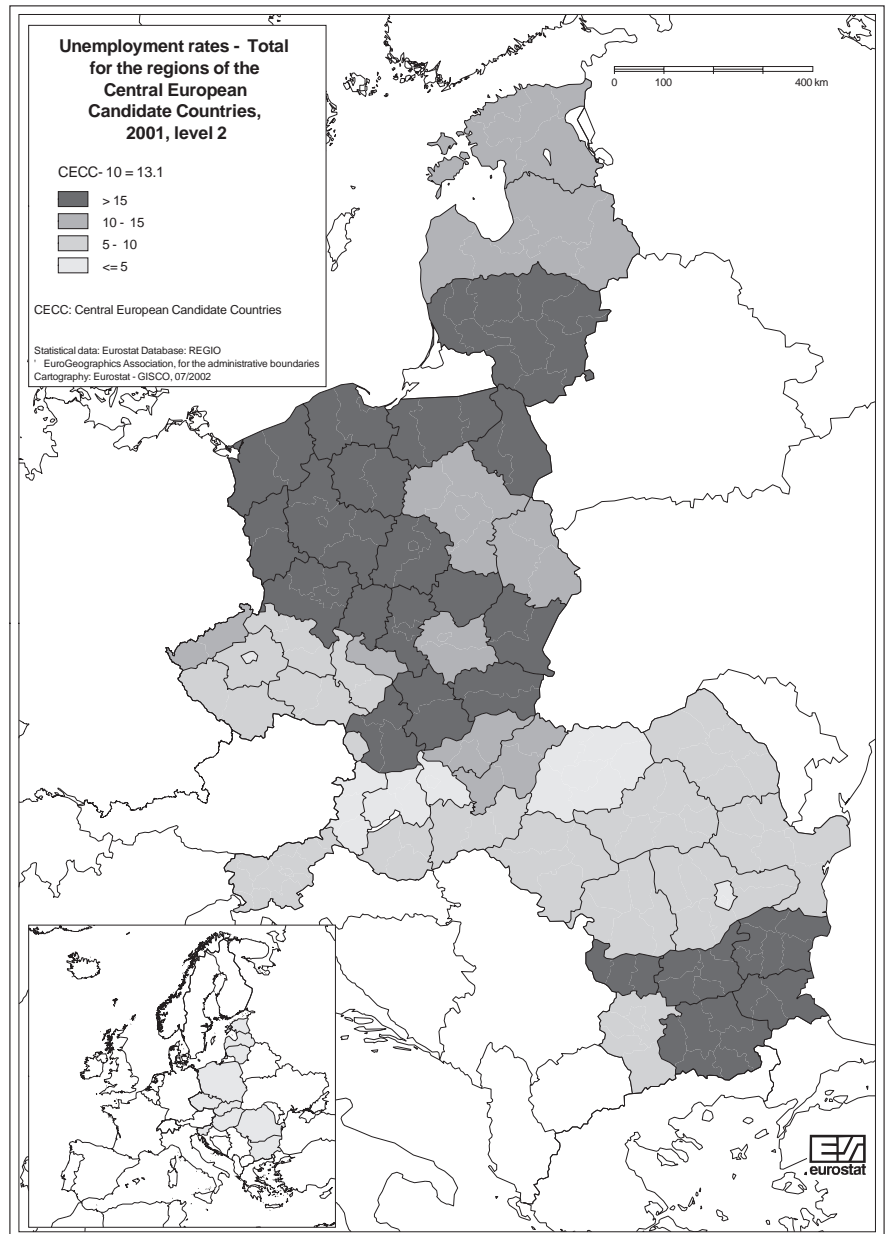 Unemployment rates - Total
for the regions of the
Central European
Candidate Countries,
2001, level 2
CECC- 10 = 13.1
> 15
10 - 15
5 - 10
<= 5
CECC: Central European Candidate Countries
Statistical data: Eurostat Database: REGIO
' EuroGeographics Association, for the administrative boundaries
Cartography: Eurostat - GISCO, 07/2002
0 100 400 km
eurostat